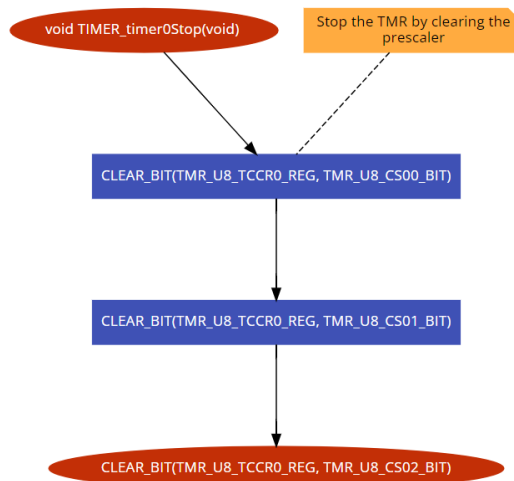 void TIMER_timer0Stop(void)
Stop the TMR by clearing the
prescaler
CLEAR_BIT(TMR_U8_TCCR0_REG, TMR_U8_CS00_BIT)
CLEAR_BIT(TMR_U8_TCCR0_REG, TMR_U8_CS01_BIT)
CLEAR_BIT(TMR_U8_TCCR0_REG, TMR_U8_CS02_BIT)